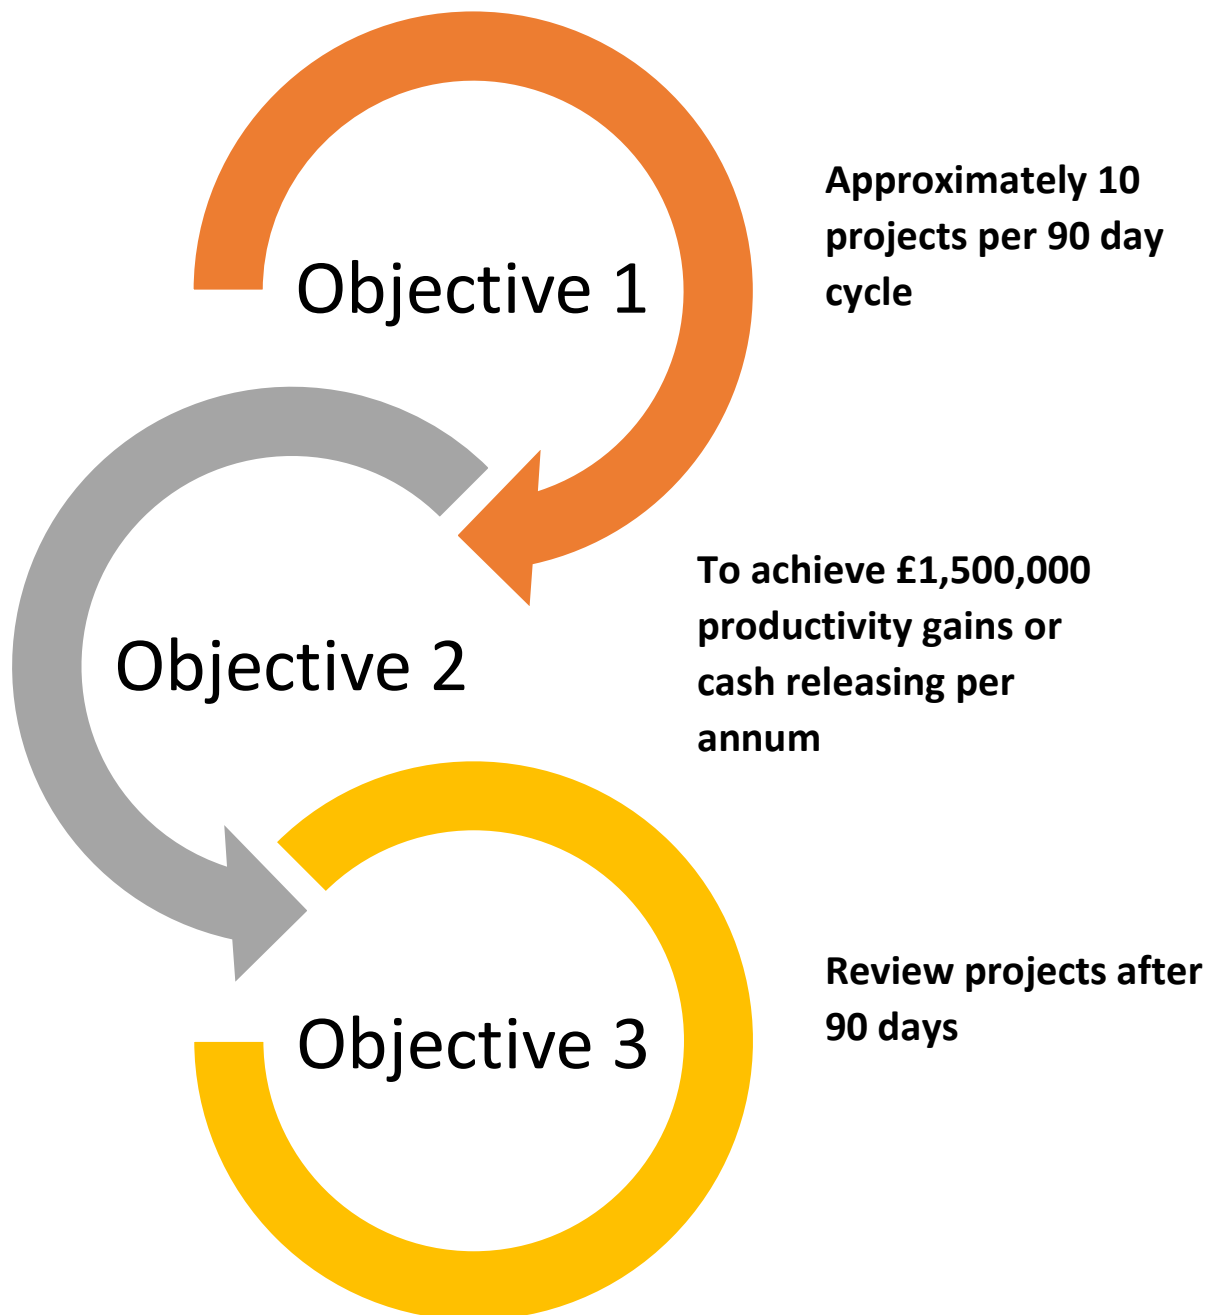 Objective 1
Approximately 10
projects per 90 day
cycle
Objective 2
To achieve £1,500,000
productivity gains or
cash releasing per
annum
Objective 3
Review projects after
90 days